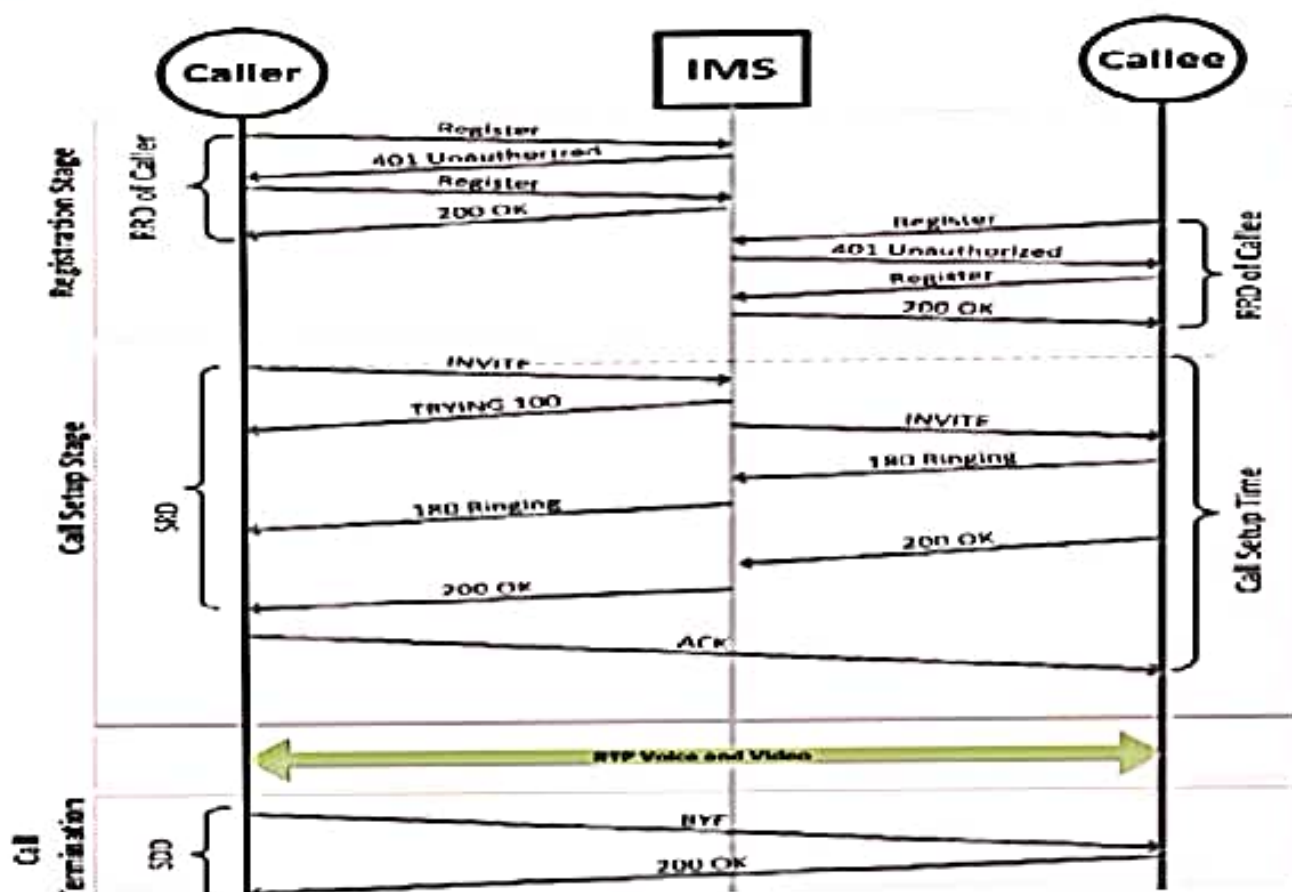 Caller
IMS
Callee
Registration Stage
RRD of Caller
Register
401 Unauthorized
Register
200 OK
Register
401 Unauthorized
Register
200 OK
RRD of Callee
Call Setup Stage
SRD
INVITE
TRYING 100
INVITE
180 Ringing
180 Ringing
200 OK
200 OK
ACK
Call Setup Time
RTP Voice and Video
Call
Termination
SDD
BYE
200 OK